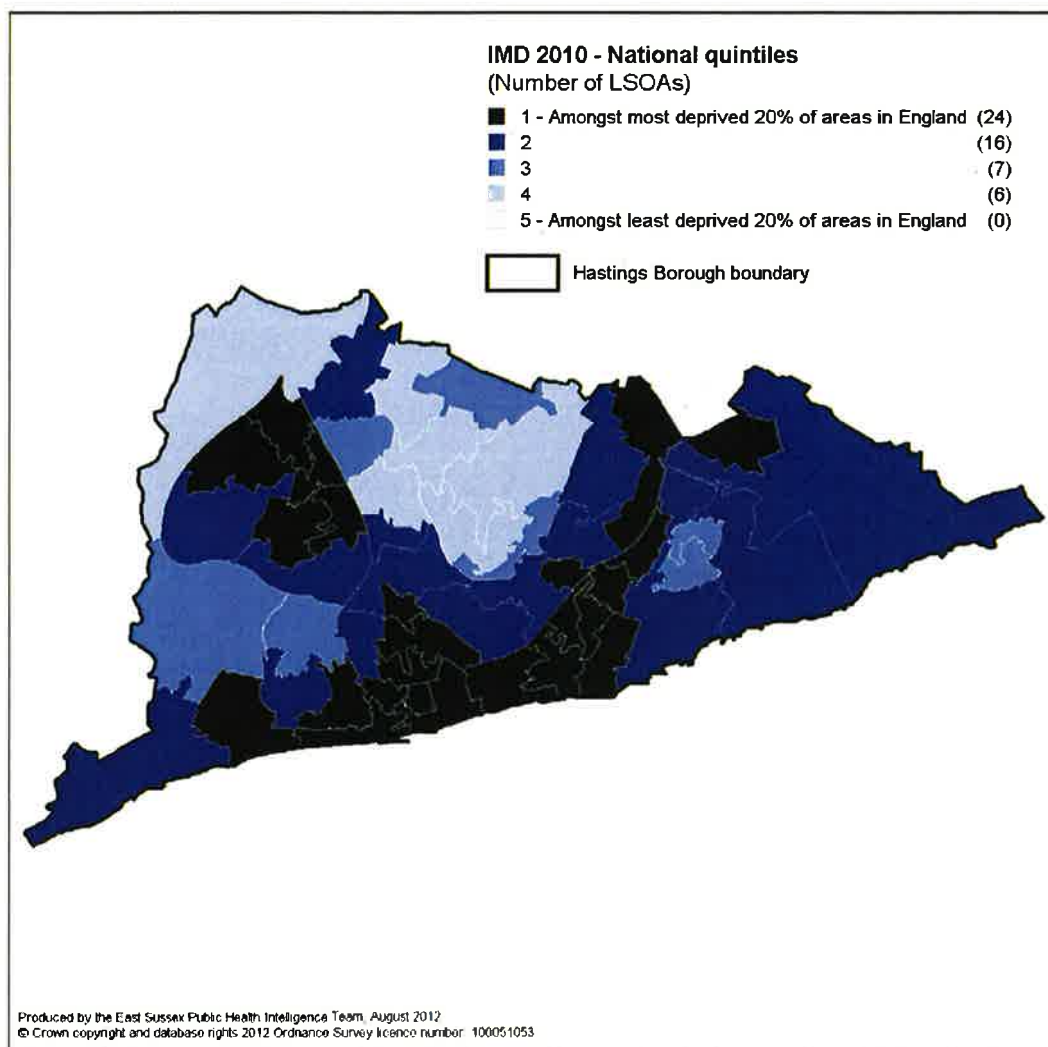 IMD 2010 - National quintiles
(Number of LSOAs)
1 - Amongst most deprived 20% of areas in England (24)
2 (16)
3 (7)
4 (6)
5 - Amongst least deprived 20% of areas in England (0)
Hastings Borough boundary
Produced by the East Sussex Public Health Intelligence Team, August 2012
© Crown copyright and database rights 2012 Ordnance Survey licence number 100051053